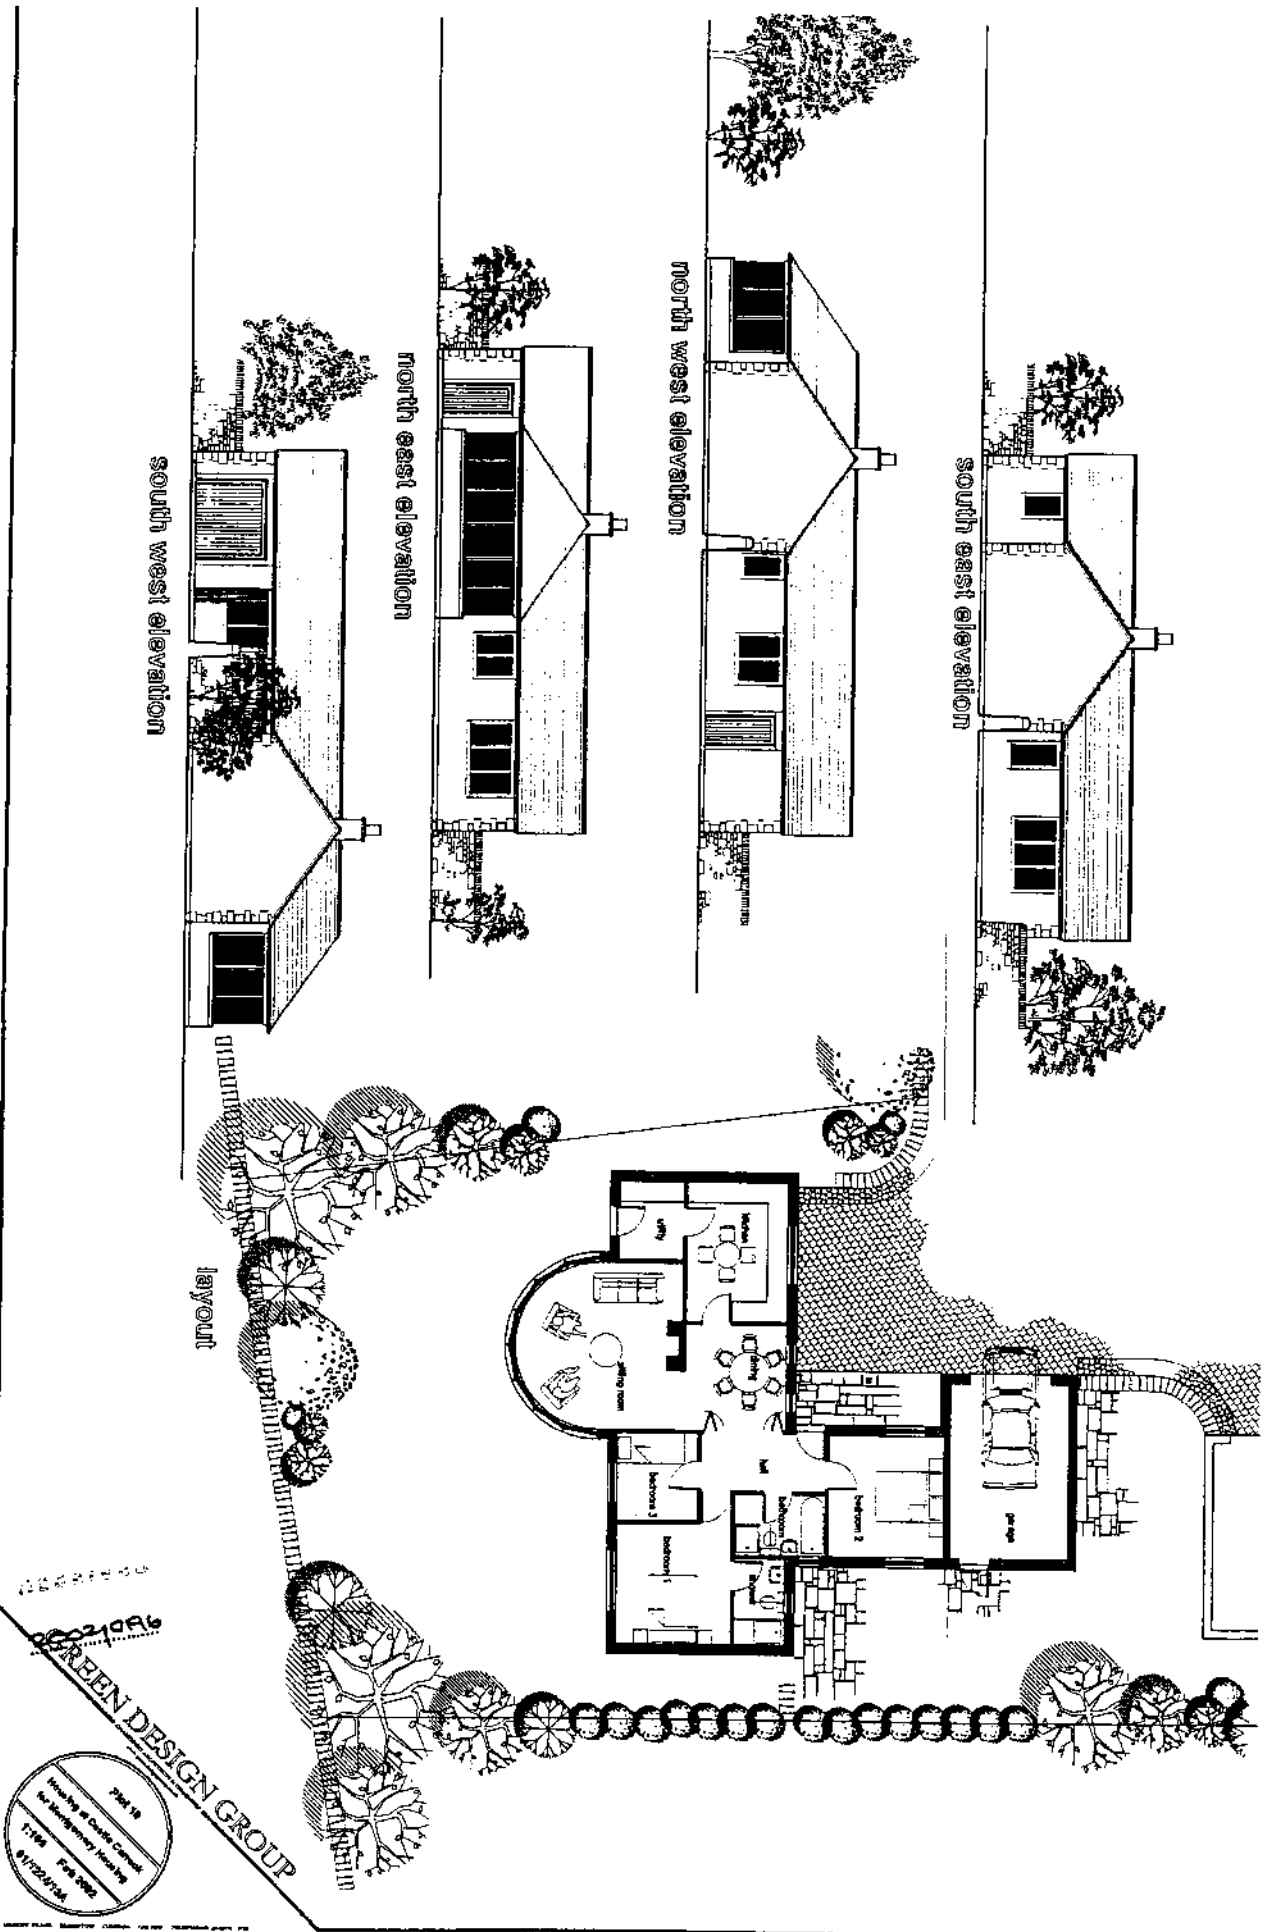 south east elevation
north west elevation
north east elevation
south west elevation
layout
kitchen
utility
dining
sitting room
hall
bedroom 3
bedroom 1
bathroom
shower
bedroom 2
garage
GREEN DESIGN GROUP
Plot 18
Housing at Castle Carrock
for Montgomery Housing
1:100 Feb 2002